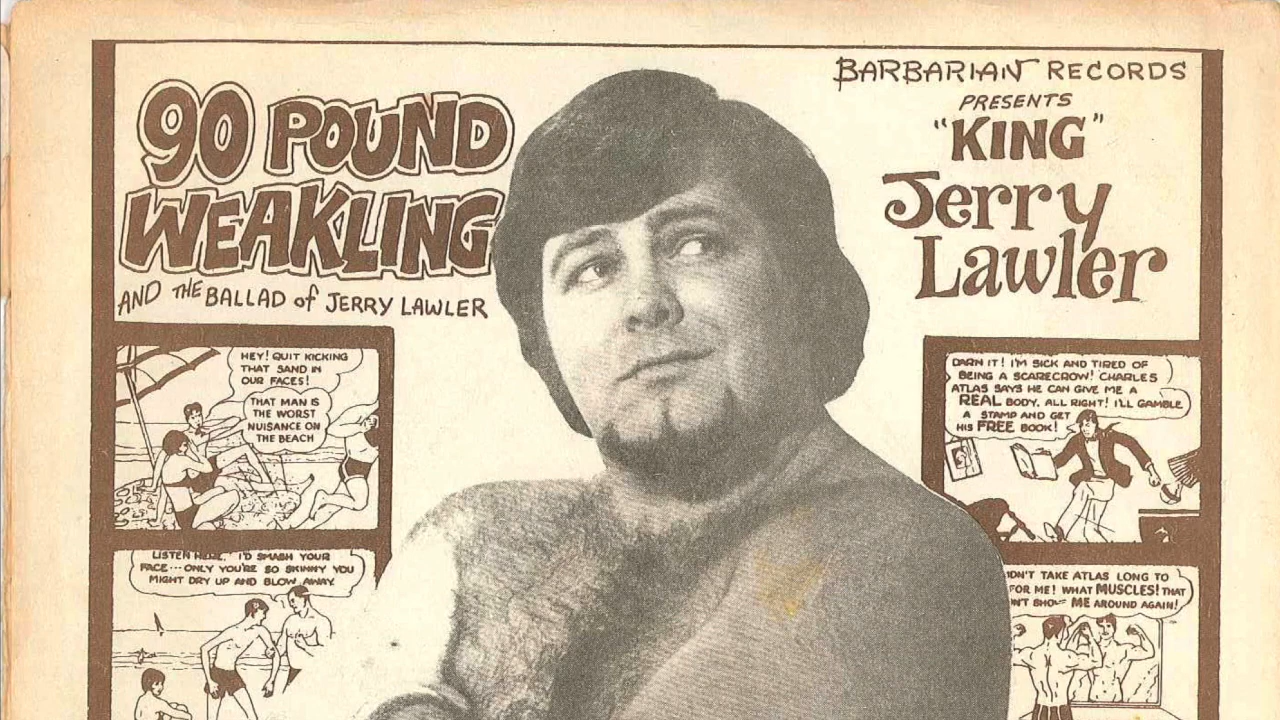 90 POUND
WEAKLING
AND THE BALLAD of JERRY LAWLER
BARBARIAN RECORDS
PRESENTS
"KING"
Jerry
Lawler
HEY! QUIT KICKING
THAT SAND IN
OUR FACES!
THAT MAN IS
THE WORST
NUISANCE ON
THE BEACH
LISTEN HERE, I'D SMASH YOUR
FACE---ONLY YOU'RE SO SKINNY YOU
MIGHT DRY UP AND BLOW AWAY.
DARN IT! I'M SICK AND TIRED OF
BEING A SCARECROW! CHARLES
ATLAS SAYS HE CAN GIVE ME A
REAL BODY. ALL RIGHT! I'LL GAMBLE
A STAMP AND GET
HIS FREE BOOK!
TAKE ATLAS LONG TO
FOR ME! WHAT MUSCLES! THAT
ME AROUND AGAIN!